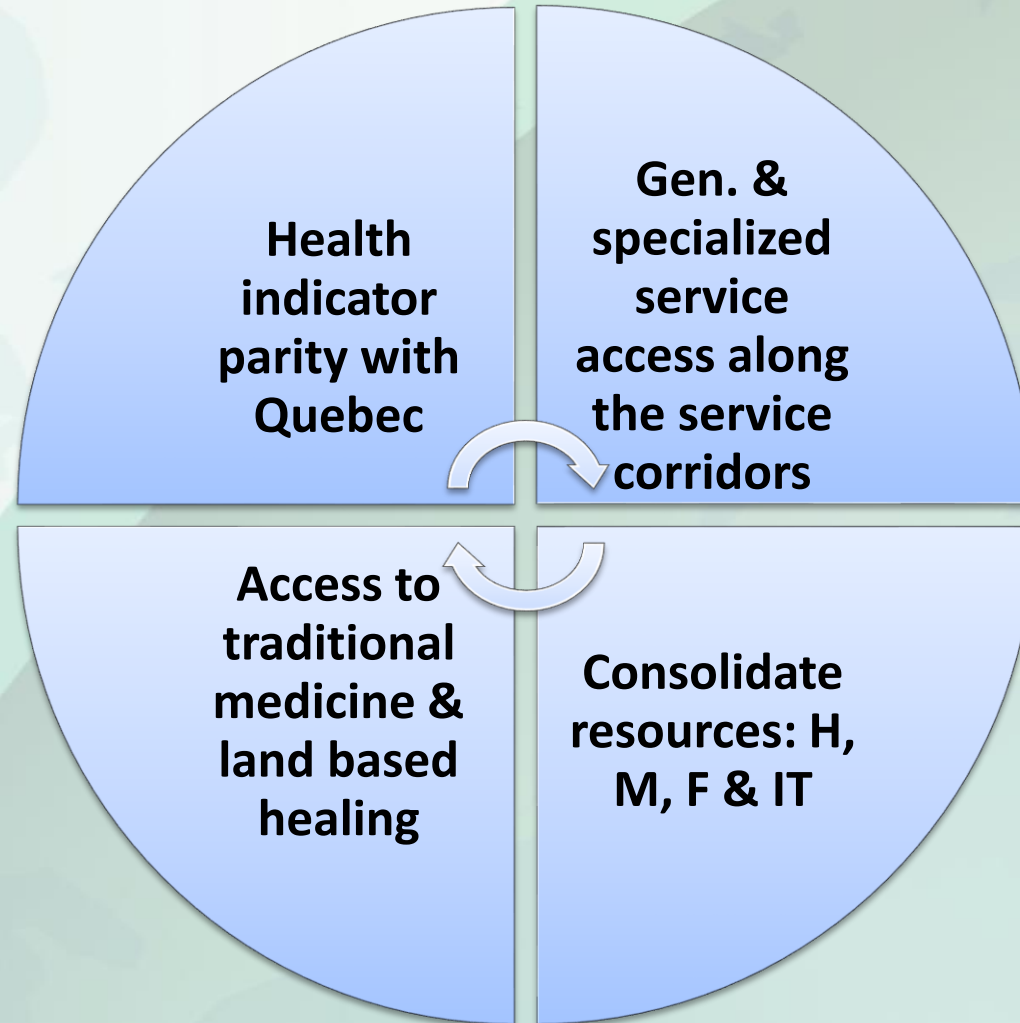 Health
indicator
parity with
Quebec
Gen. &
specialized
service
access along
the service
corridors
Access to
traditional
medicine &
land based
healing
Consolidate
resources: H,
M, F & IT